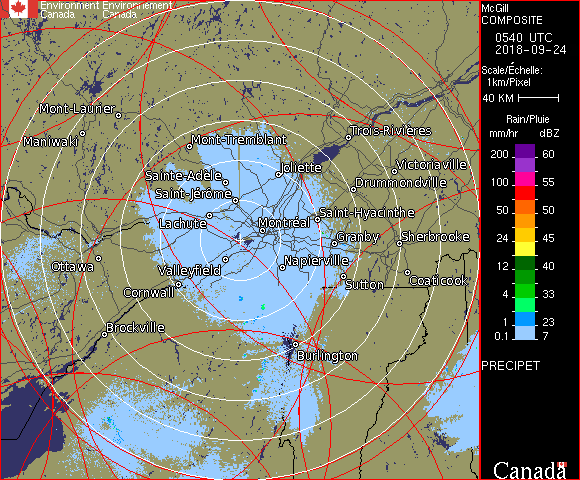 Environment Environnement
Canada Canada
McGill
COMPOSITE
0540 UTC
2018-09-24
Scale/Échelle:
1km/Pixel
40 KM
Rain/Pluie
mm/hr dBZ
200 60
100 55
50 50
24 45
12 40
4 33
1 23
0.1 7
PRECIPET
Canada
Mont-Laurier
Maniwaki
Mont-Tremblant
Trois-Rivières
Sainte-Adèle
Joliette
Victoriaville
Saint-Jérôme
Drummondville
Lachute
Saint-Hyacinthe
Montréal
Granby
Sherbrooke
Ottawa
Valleyfield
Napierville
Cornwall
Sutton
Coaticook
Brockville
Burlington